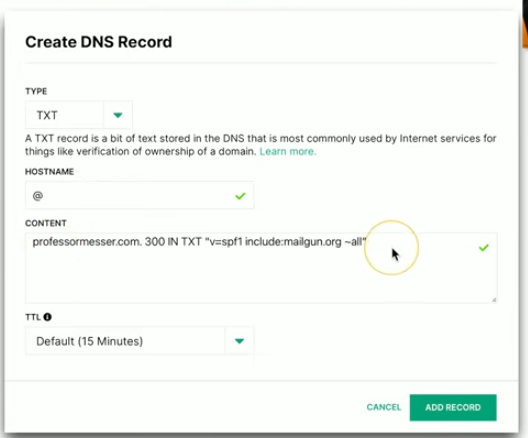 Create DNS Record
TYPE
TXT
A TXT record is a bit of text stored in the DNS that is most commonly used by Internet services for
things like verification of ownership of a domain. Learn more.
HOSTNAME
@
CONTENT
professormesser.com. 300 IN TXT "v=spf1 include:mailgun.org ~all"
TTL
Default (15 Minutes)
CANCEL
ADD RECORD